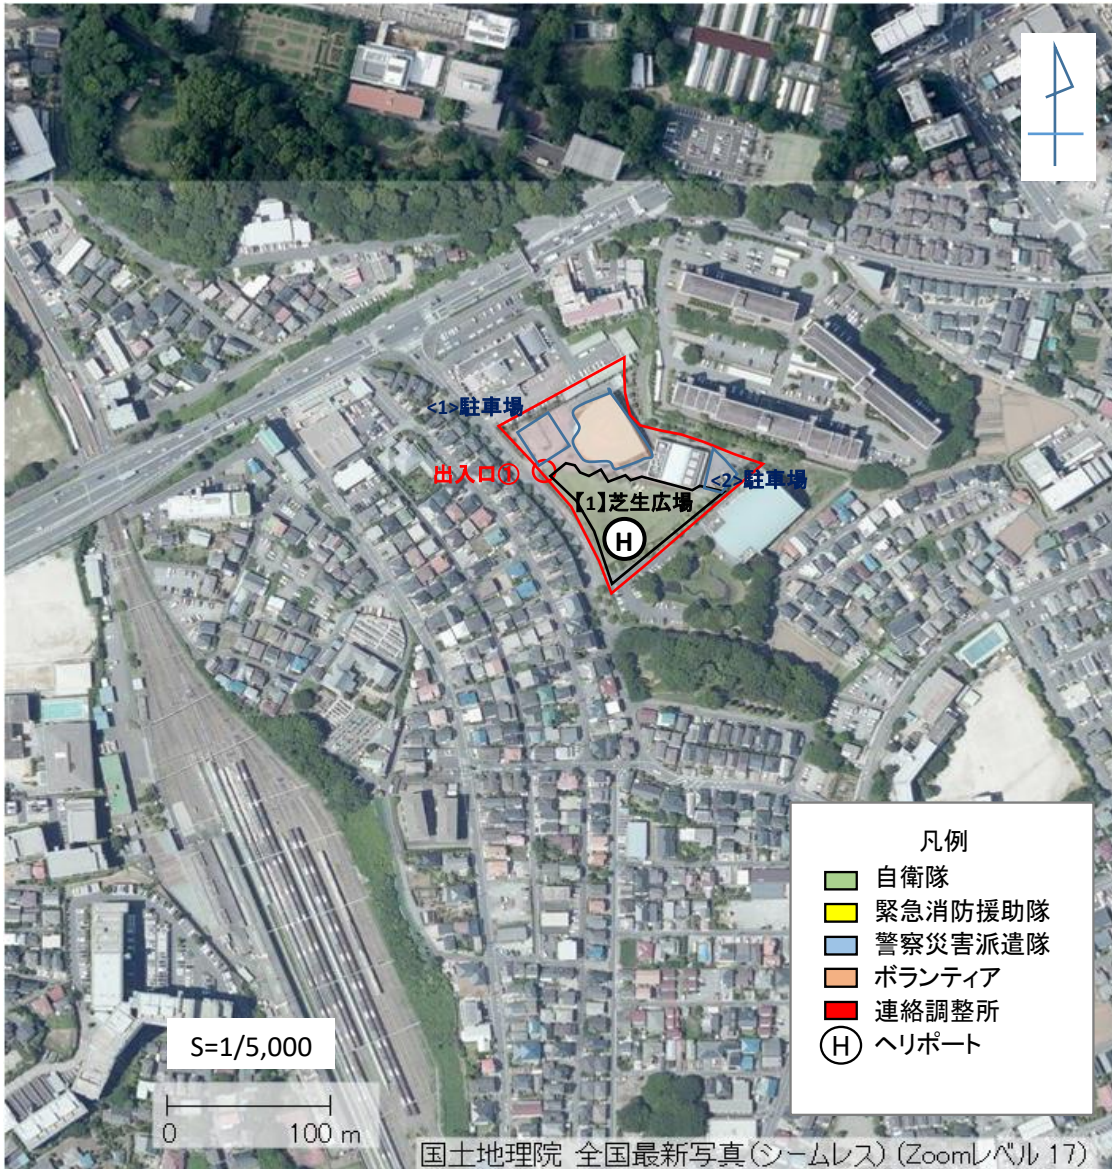 <1>駐車場
出入口①
<2>駐車場
【1】芝生広場
H
凡例
自衛隊
緊急消防援助隊
警察災害派遣隊
ボランティア
連絡調整所
H ヘリポート
S=1/5,000
0 100 m
国土地理院 全国最新写真(シームレス) (Zoomレベル 17)